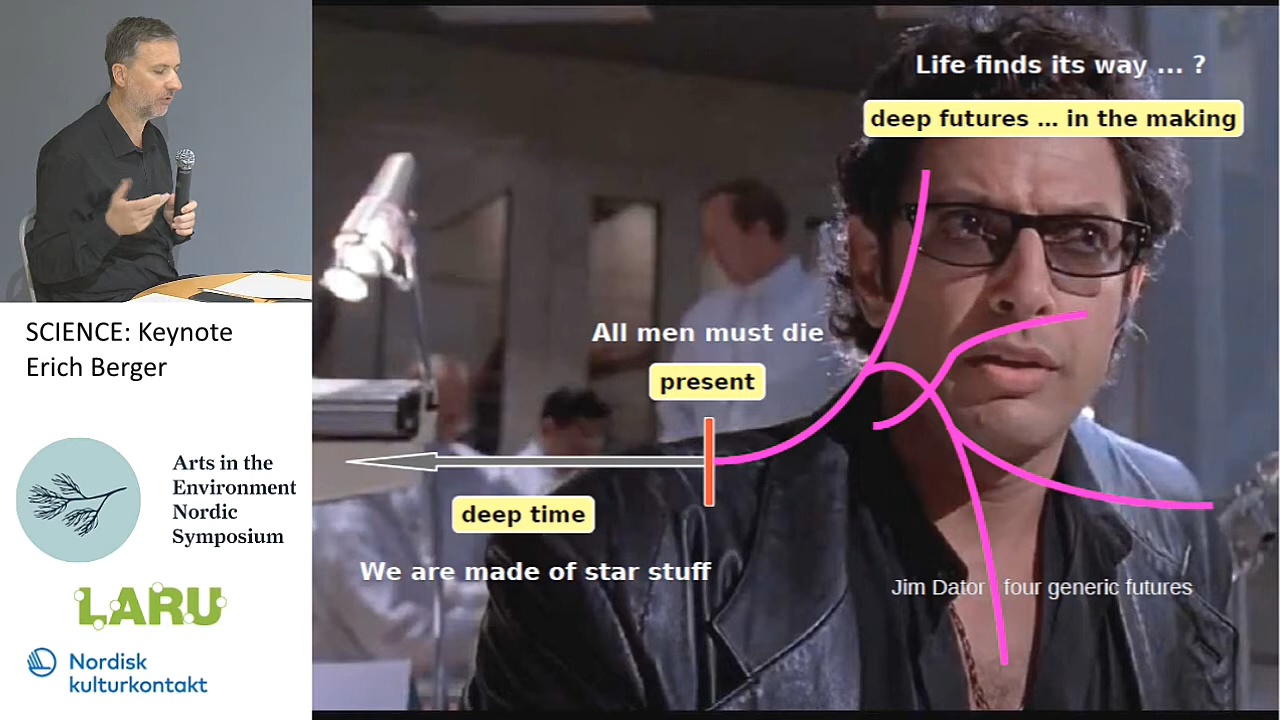 SCIENCE: Keynote
Erich Berger
Arts in the
Environment
Nordic
Symposium
LARU
Nordisk
kulturkontakt
Life finds its way ... ?
deep futures ... in the making
All men must die
present
deep time
We are made of star stuff
Jim Dator four generic futures